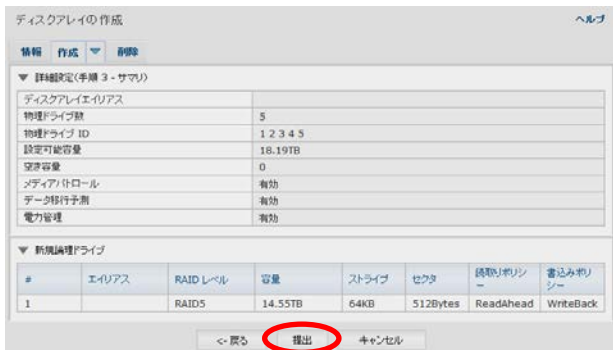 ディスクアレイの作成 ヘルプ
情報 作成 削除
詳細設定(手順 3 - サマリ)
ディスクアレイエイリアス
物理ドライブ数 5
物理ドライブ ID 1 2 3 4 5
設定可能容量 18.19TB
空き容量 0
メディアパトロール 有効
データ移行予測 有効
電力管理 有効
新規論理ドライブ
# エイリアス RAID レベル 容量 ストライプ セクタ 読取りポリシー 書込みポリシー
1 RAID5 14.55TB 64KB 512Bytes ReadAhead WriteBack
<- 戻る 提出 キャンセル